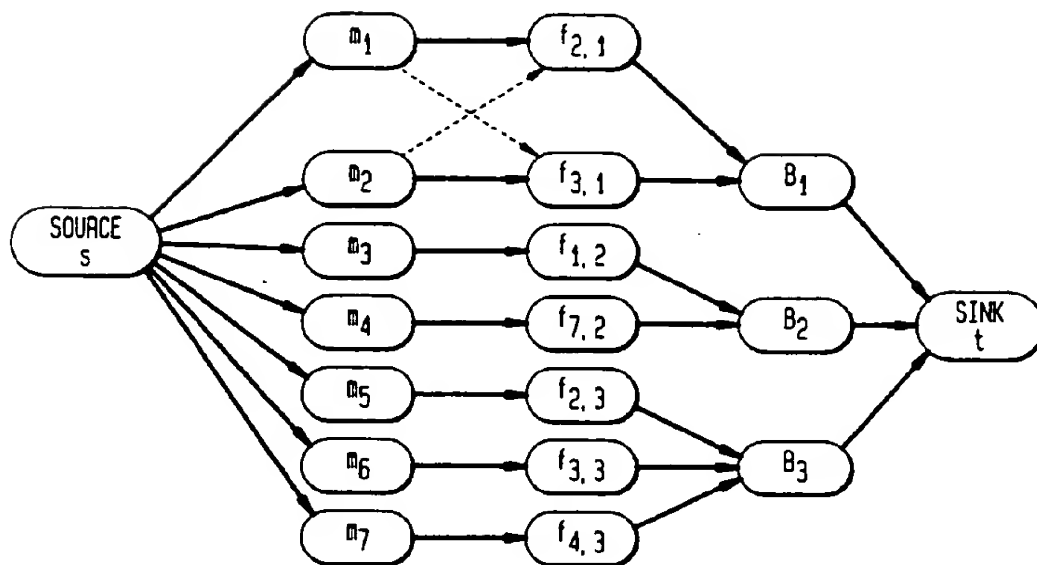 m1
f2,1
m2
f3,1
B1
SOURCE
s
m3
f1,2
m4
f7,2
B2
SINK
t
m5
f2,3
m6
f3,3
B3
m7
f4,3